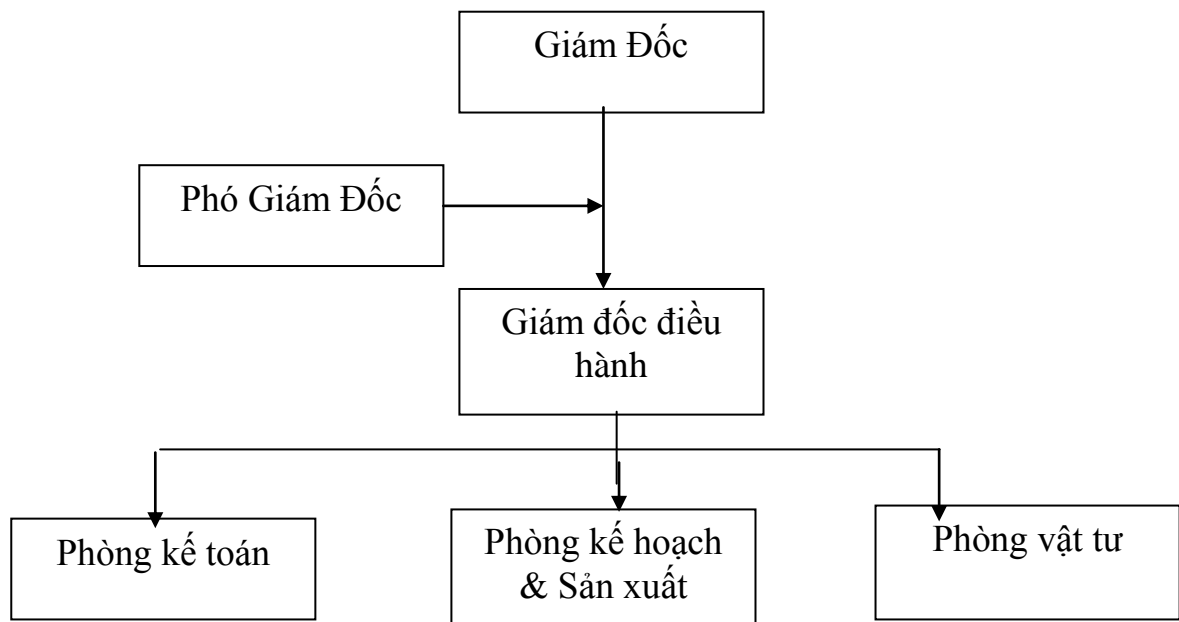 Giám Đốc
Phó Giám Đốc
Giám đốc điều
hành
Phòng kế toán
Phòng kế hoạch
& Sản xuất
Phòng vật tư